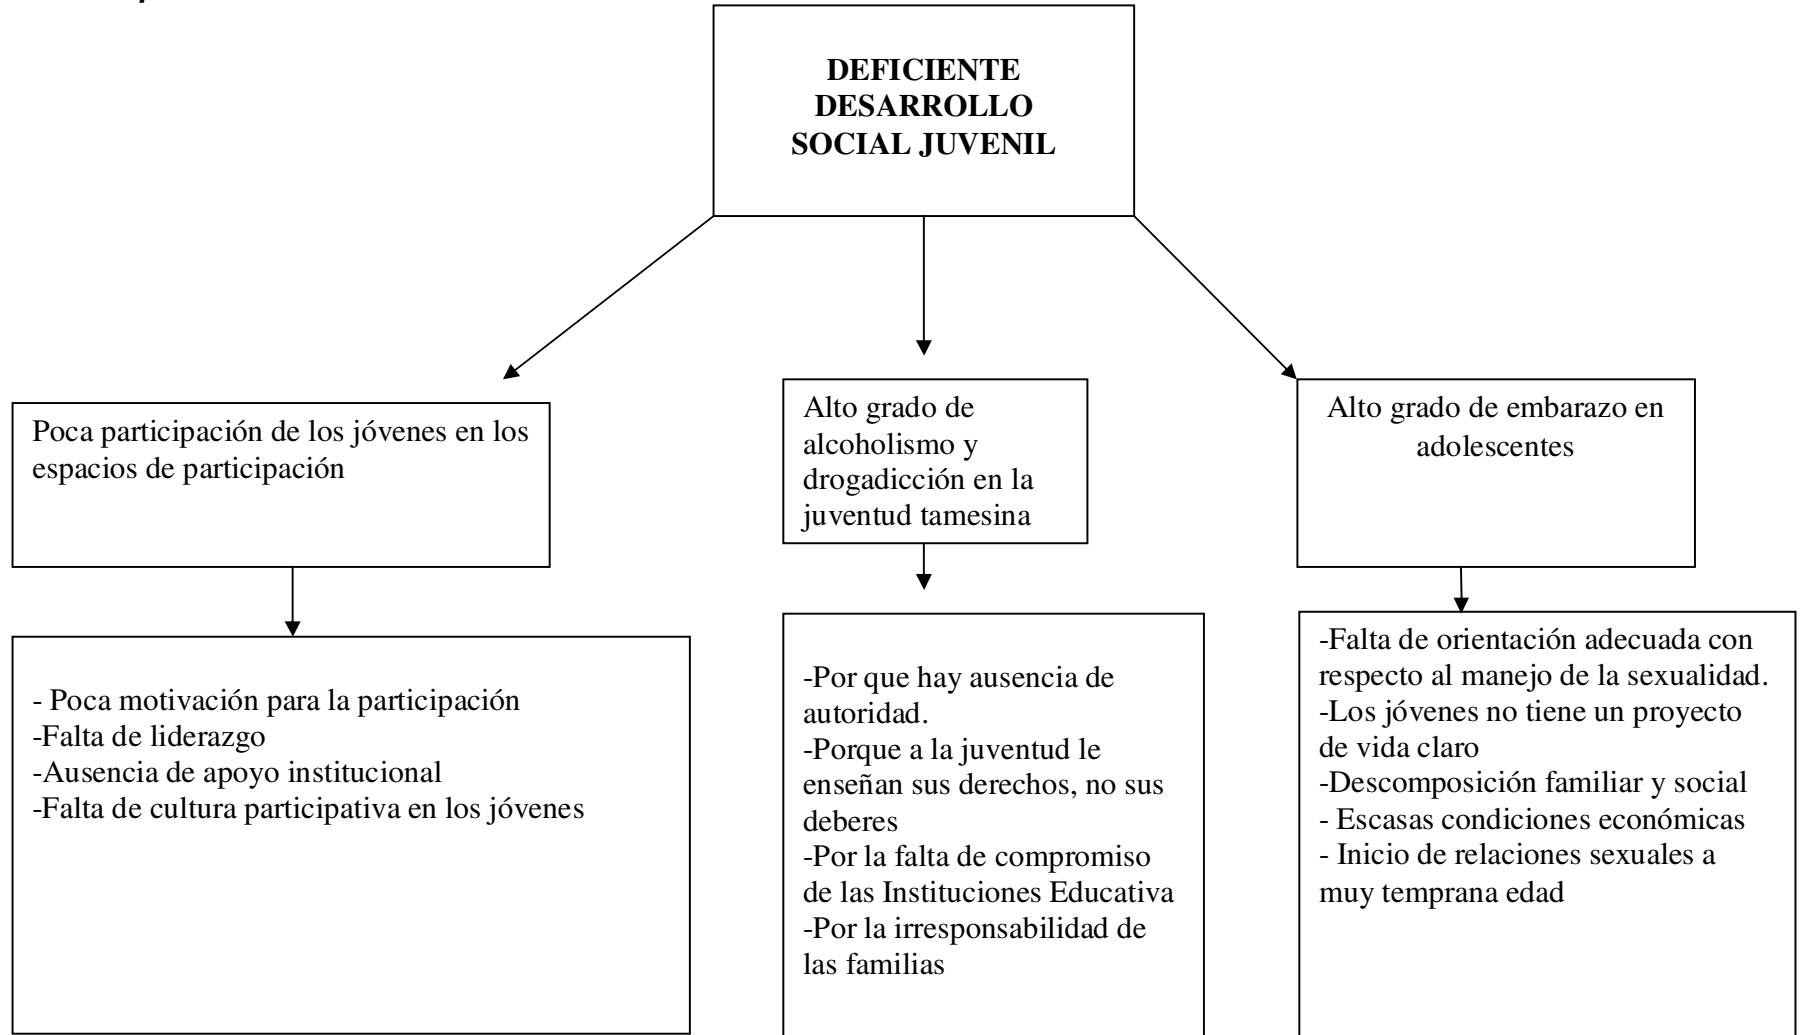 DEFICIENTE
DESARROLLO
SOCIAL JUVENIL
Poca participación de los jóvenes en los
espacios de participación
Alto grado de
alcoholismo y
drogadicción en la
juventud tamesina
Alto grado de embarazo en
adolescentes
- Poca motivación para la participación
-Falta de liderazgo
-Ausencia de apoyo institucional
-Falta de cultura participativa en los jóvenes
-Por que hay ausencia de
autoridad.
-Porque a la juventud le
enseñan sus derechos, no sus
deberes
-Por la falta de compromiso
de las Instituciones Educativa
-Por la irresponsabilidad de
las familias
-Falta de orientación adecuada con
respecto al manejo de la sexualidad.
-Los jóvenes no tiene un proyecto
de vida claro
-Descomposición familiar y social
- Escasas condiciones económicas
- Inicio de relaciones sexuales a
muy temprana edad